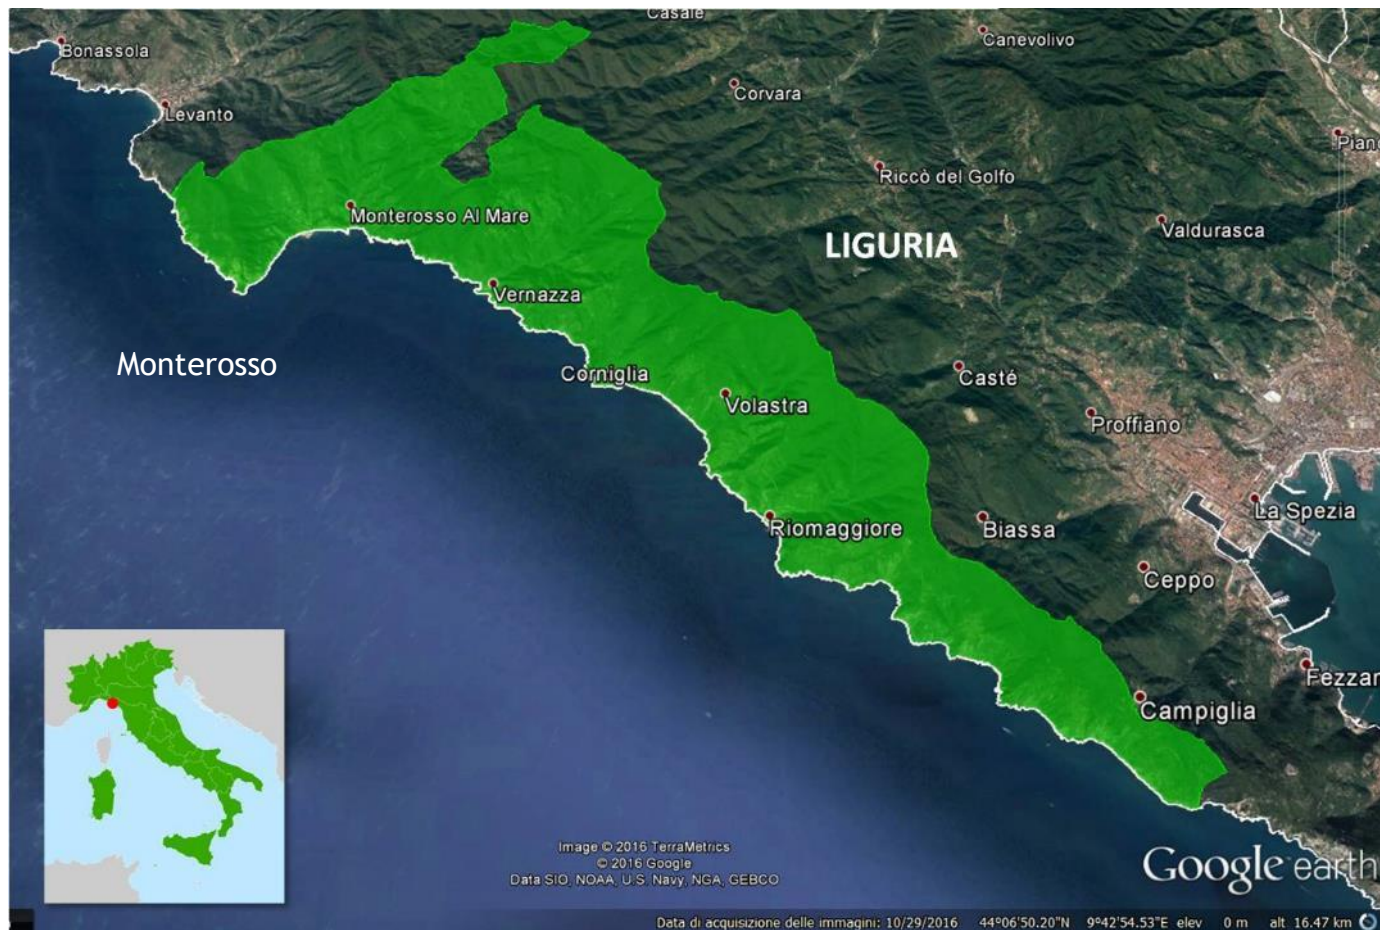 Casale
Bonassola
Canevolivo
Corvara
Levanto
Pian
Riccò del Golfo
Monterosso Al Mare
Valdurasca
LIGURIA
Vernazza
Monterosso
Corniglia
Casté
Volastra
Proffiano
La Spezia
Riomaggiore
Biassa
Ceppo
Fezzan
Campiglia
Image © 2016 TerraMetrics
© 2016 Google
Data SIO, NOAA, U.S. Navy, NGA, GEBCO
Google earth
Data di acquisizione delle immagini: 10/29/2016 44°06'50.20"N 9°42'54.53"E elev 0 m alt 16.47 km